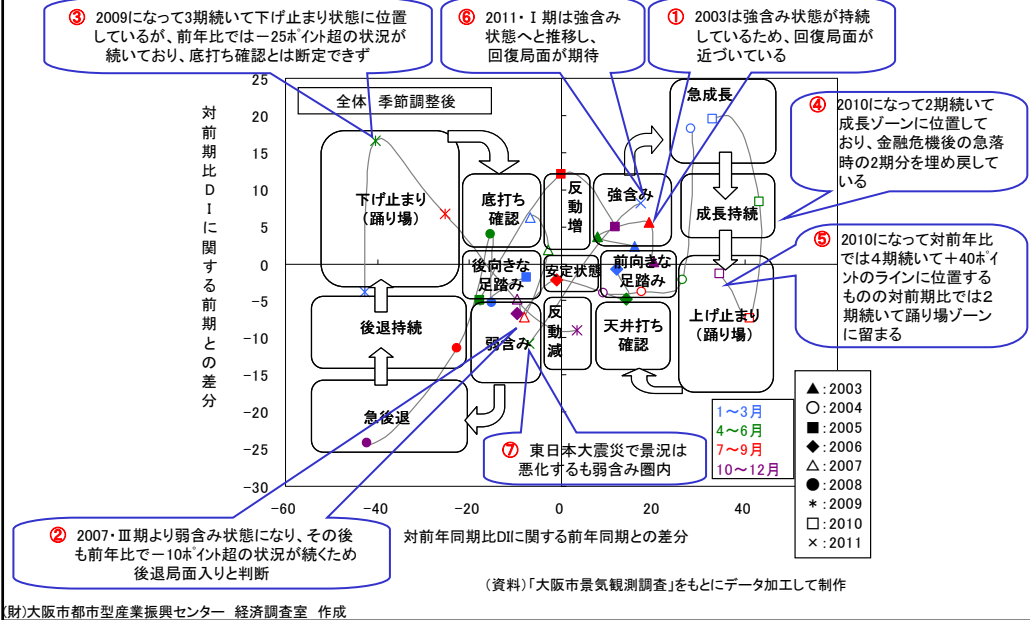 ③ 2009になって3期続いて下げ止まり状態に位置
しているが、前年比では−25ポイント超の状況が
続いており、底打ち確認とは断定できず
⑥ 2011・Ⅰ期は強含み
状態へと推移し、
回復局面が期待
① 2003は強含み状態が持続
しているため、回復局面が
近づいている
④ 2010になって2期続いて
成長ゾーンに位置して
おり、金融危機後の急落
時の2期分を埋め戻して
いる
⑤ 2010になって対前年比
では4期続いて+40ポイ
ントのラインに位置する
ものの対前期比では2
期続いて踊り場ゾーン
に留まる
⑦ 東日本大震災で景況は
悪化するも弱含み圏内
② 2007・Ⅲ期より弱含み状態になり、その後
も前年比で−10ポイント超の状況が続くため
後退局面入りと判断
全体 季節調整後
対前期比DIに関する前期との差分
25
20
15
10
5
0
−5
−10
−15
−20
−25
−30
−60
−40
−20
0
20
40
対前年同期比DIに関する前年同期との差分
急成長
下げ止まり
(踊り場)
底打ち
確認
反動増
強含み
成長持続
後向きな
足踏み
安定状態
前向きな
足踏み
後退持続
弱含み
反動減
天井打ち
確認
上げ止まり
(踊り場)
急後退
1〜3月
4〜6月
7〜9月
10〜12月
▲:2003
○:2004
■:2005
◆:2006
△:2007
●:2008
*:2009
□:2010
×:2011
(資料)「大阪市景気観測調査」をもとにデータ加工して制作
(財)大阪市都市型産業振興センター 経済調査室 作成